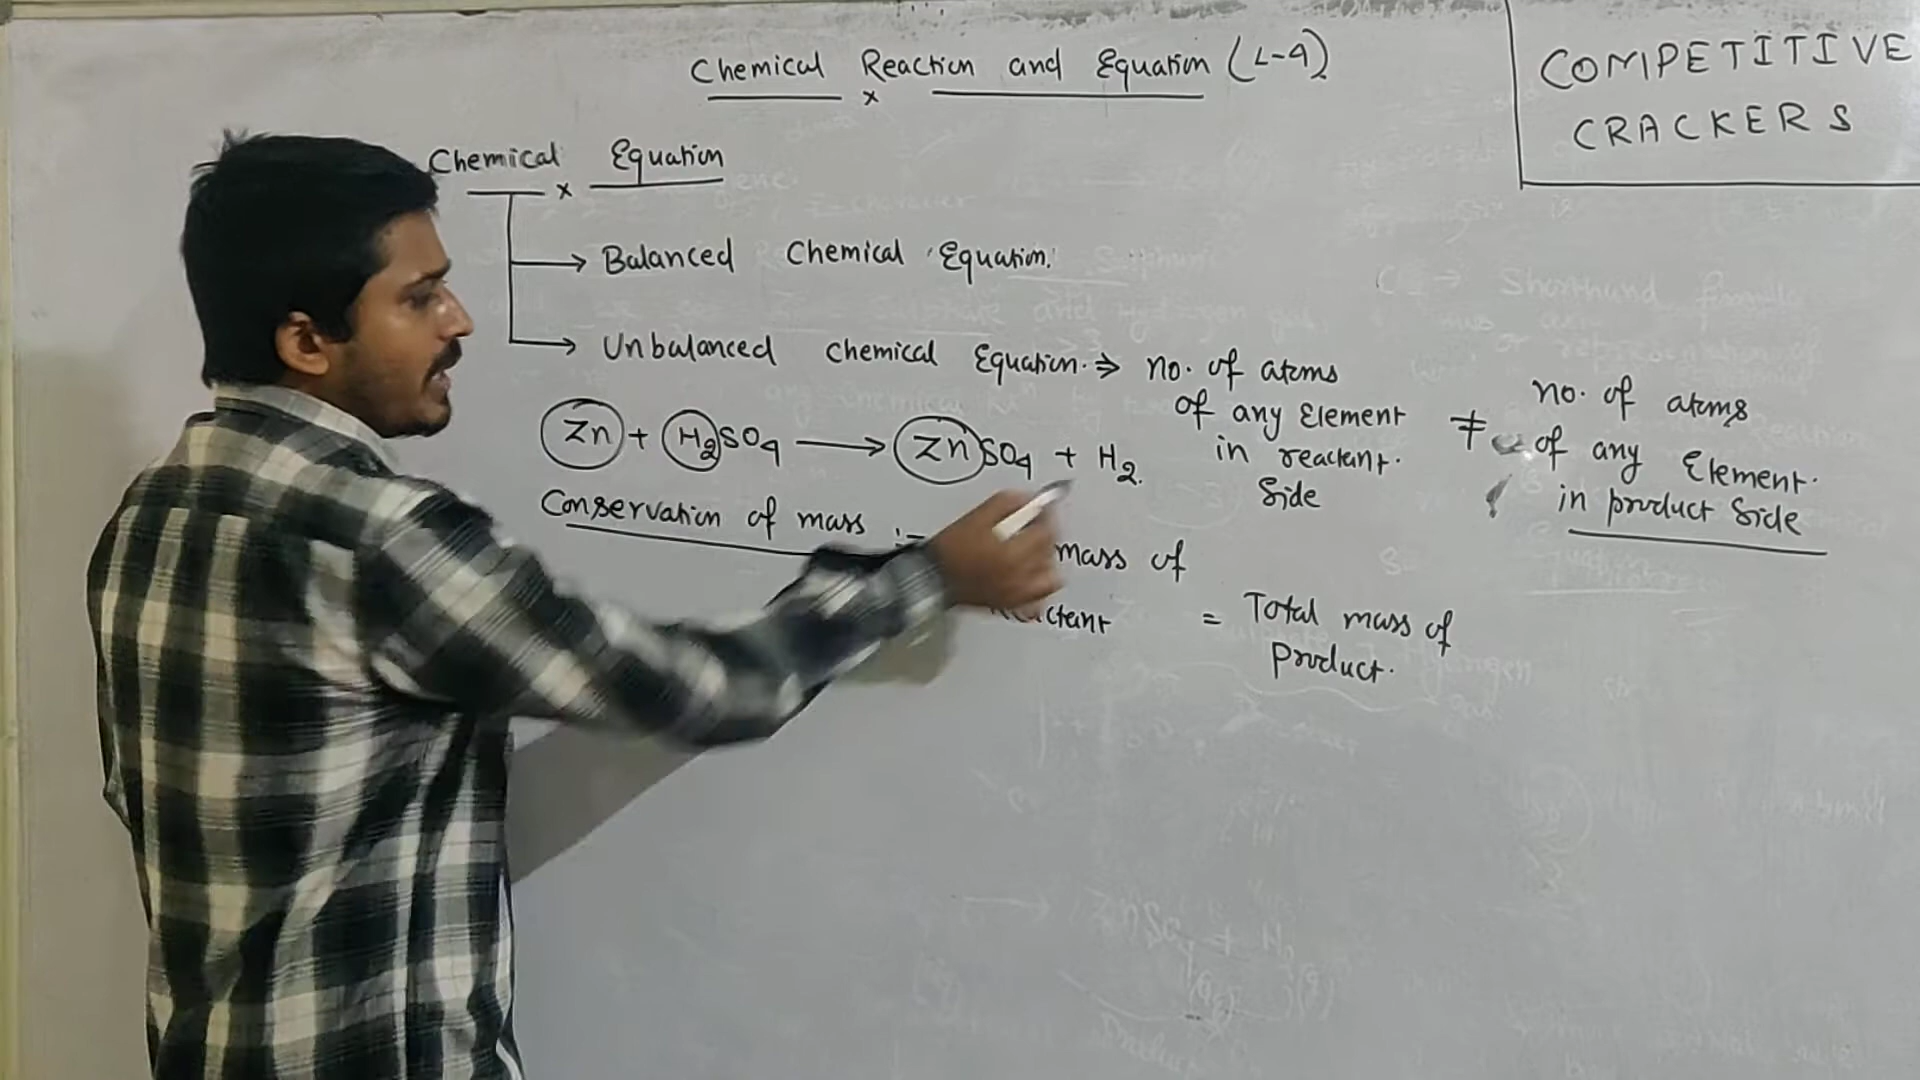 Chemical Reaction and Equation (L-4)
COMPETITIVE
CRACKERS
Chemical Equation
Balanced Chemical Equation.
Unbalanced chemical Equation. ⇒ no. of atoms
of any Element
in reactant.
Side
≠
no. of atoms
of any Element.
in product side
Zn + H₂SO₄ → ZnSO₄ + H₂.
Conservation of mass :-
mass of
= Total mass of
Product.